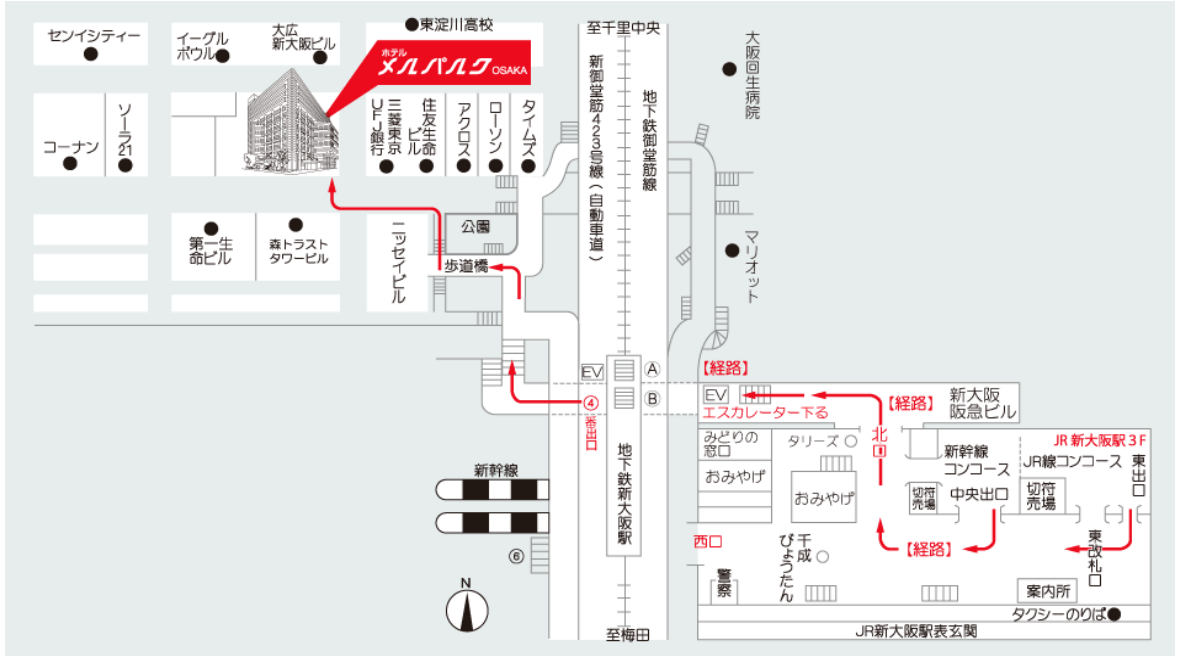 センイシティー
イーグル
ボウル
大広
新大阪ビル
東淀川高校
ホテル
メルパルク OSAKA
至千里中央
新御堂筋423号線(自動車道)
地下鉄御堂筋線
大阪回生病院
コーナン
ソーラ21
三菱東京
UFJ銀行
住友生命
ビル
アクロス
ローソン
タイムズ
第一生
命ビル
森トラスト
タワービル
ニッセイビル
公園
歩道橋
マリオット
EV
A
B
④
番出口
地下鉄新大阪駅
新幹線
⑥
N
至梅田
【経路】
EV
エスカレーター下る
【経路】
新大阪
阪急ビル
北口
みどりの
窓口
タリーズ
おみやげ
おみやげ
JR新大阪駅3F
新幹線
コンコース
JR線コンコース
東出口
切符
売場
中央出口
切符
売場
西口
千成
びょうたん
【経路】
東改札口
警察
案内所
タクシーのりば
JR新大阪駅表玄関